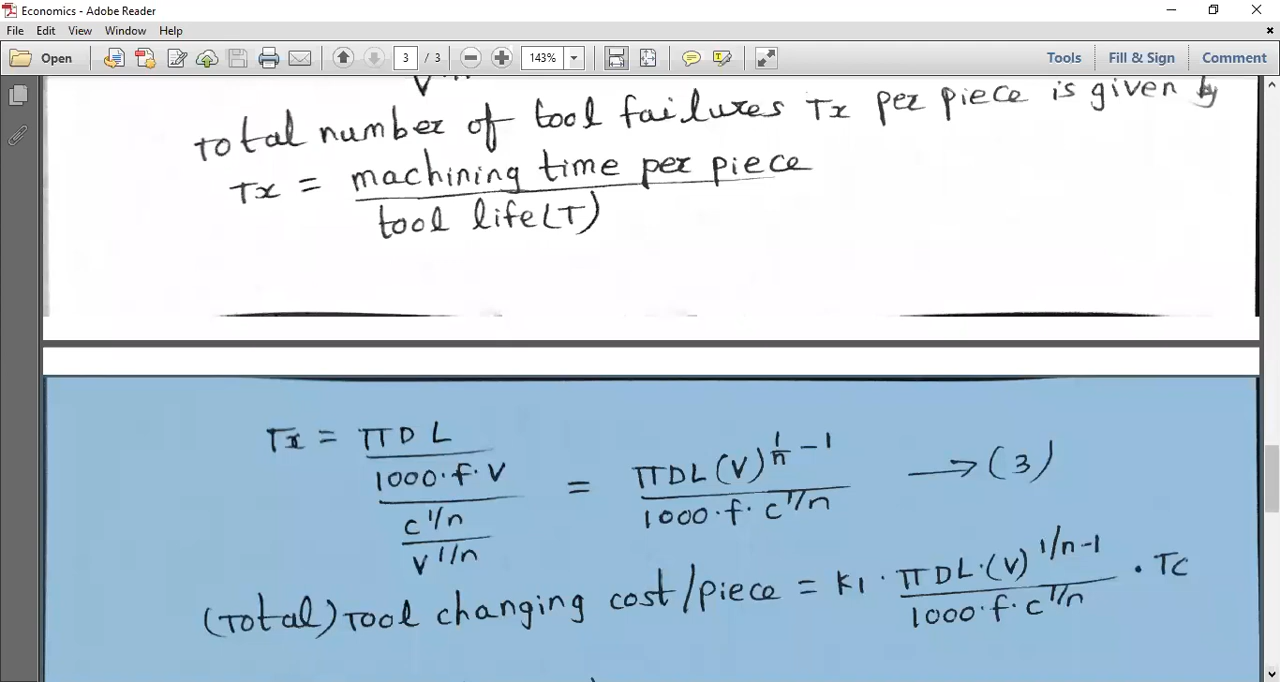 Economics - Adobe Reader
File Edit View Window Help
Open 3 / 3 143% Tools Fill & Sign Comment
Total number of tool failures Tx per piece is given by
Tx = machining time per piece / tool life(T)
Tx = (πDL / 1000·f·V) / (c^1/n / V^1/n) = πDL(V)^(1/n - 1) / 1000·f·c^1/n → (3)
(Total) Tool changing cost/piece = K1 · πDL·(V)^(1/n-1) / 1000·f·c^1/n · Tc